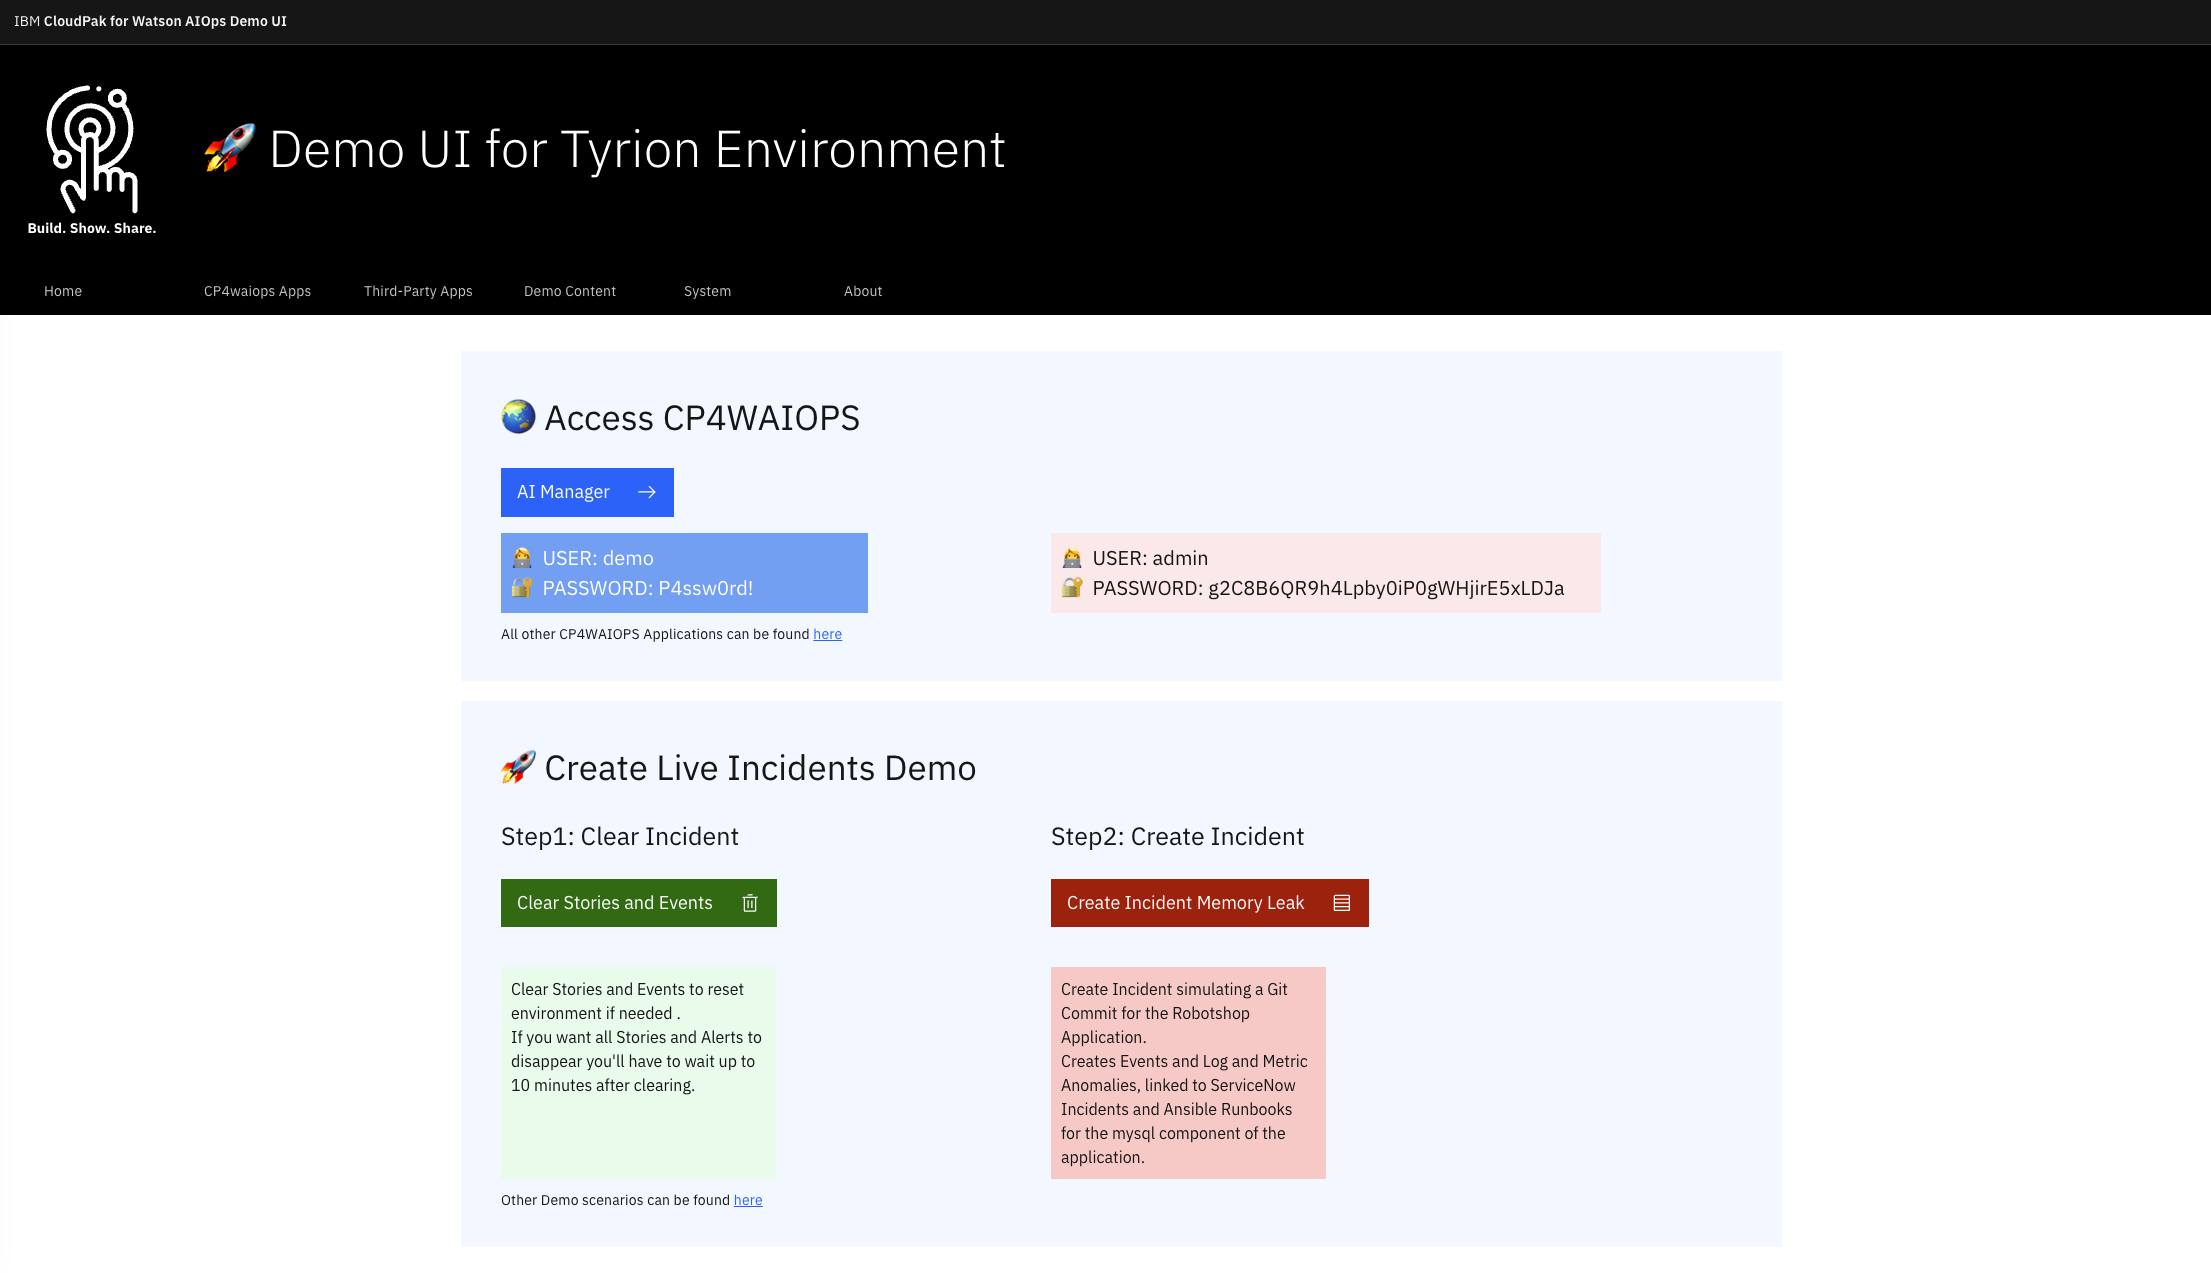 IBM CloudPak for Watson AIOps Demo UI
Demo UI for Tyrion Environment
Build. Show. Share.
Home
CP4waiops Apps
Third-Party Apps
Demo Content
System
About
Access CP4WAIOPS
AI Manager
USER: demo
PASSWORD: P4ssw0rd!
USER: admin
PASSWORD: g2C8B6QR9h4Lpby0iP0gWHjirE5xLDJa
All other CP4WAIOPS Applications can be found here
Create Live Incidents Demo
Step1: Clear Incident
Clear Stories and Events
Clear Stories and Events to reset
environment if needed .
If you want all Stories and Alerts to
disappear you'll have to wait up to
10 minutes after clearing.
Step2: Create Incident
Create Incident Memory Leak
Create Incident simulating a Git
Commit for the Robotshop
Application.
Creates Events and Log and Metric
Anomalies, linked to ServiceNow
Incidents and Ansible Runbooks
for the mysql component of the
application.
Other Demo scenarios can be found here